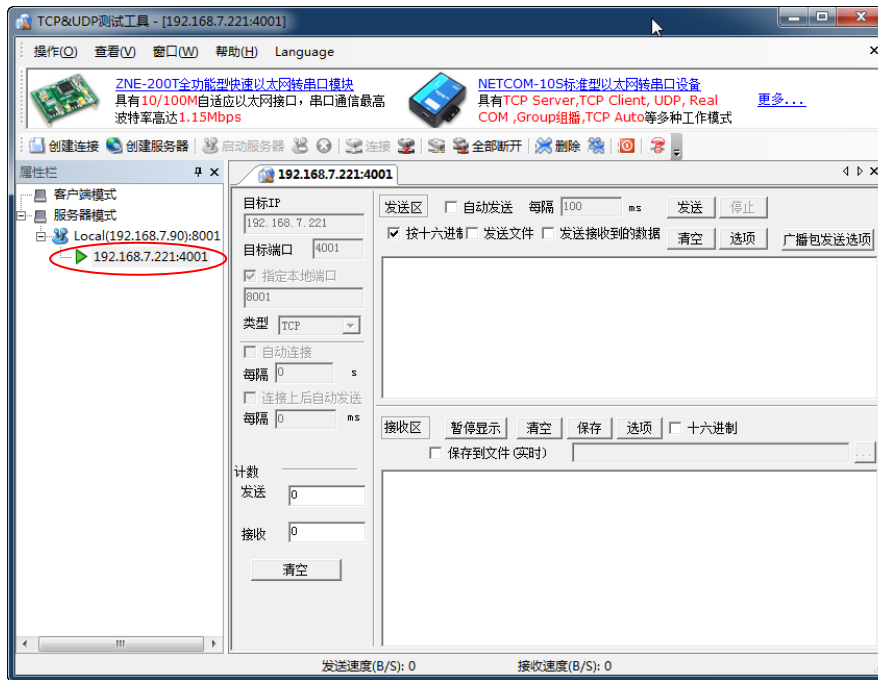 TCP&UDP测试工具 - [192.168.7.221:4001]
操作(O) 查看(V) 窗口(W) 帮助(H) Language
ZNE-200T全功能型快速以太网转串口模块
具有10/100M自适应以太网接口，串口通信最高
波特率高达1.15Mbps
NETCOM-10S标准型以太网转串口设备
具有TCP Server,TCP Client, UDP, Real
COM ,Group组播,TCP Auto等多种工作模式
更多...
创建连接 创建服务器 启动服务器 连接 全部断开 删除
属性栏
客户端模式
服务器模式
Local(192.168.7.90):8001
192.168.7.221:4001
192.168.7.221:4001
目标IP
192.168.7.221
目标端口 4001
指定本地端口
8001
类型 TCP
自动连接
每隔 0 s
连接上后自动发送
每隔 0 ms
计数
发送 0
接收 0
清空
发送区 自动发送 每隔 100 ms 发送 停止
按十六进制 发送文件 发送接收到的数据 清空 选项 广播包发送选项
接收区 暂停显示 清空 保存 选项 十六进制
保存到文件(实时) ...
发送速度(B/S): 0 接收速度(B/S): 0